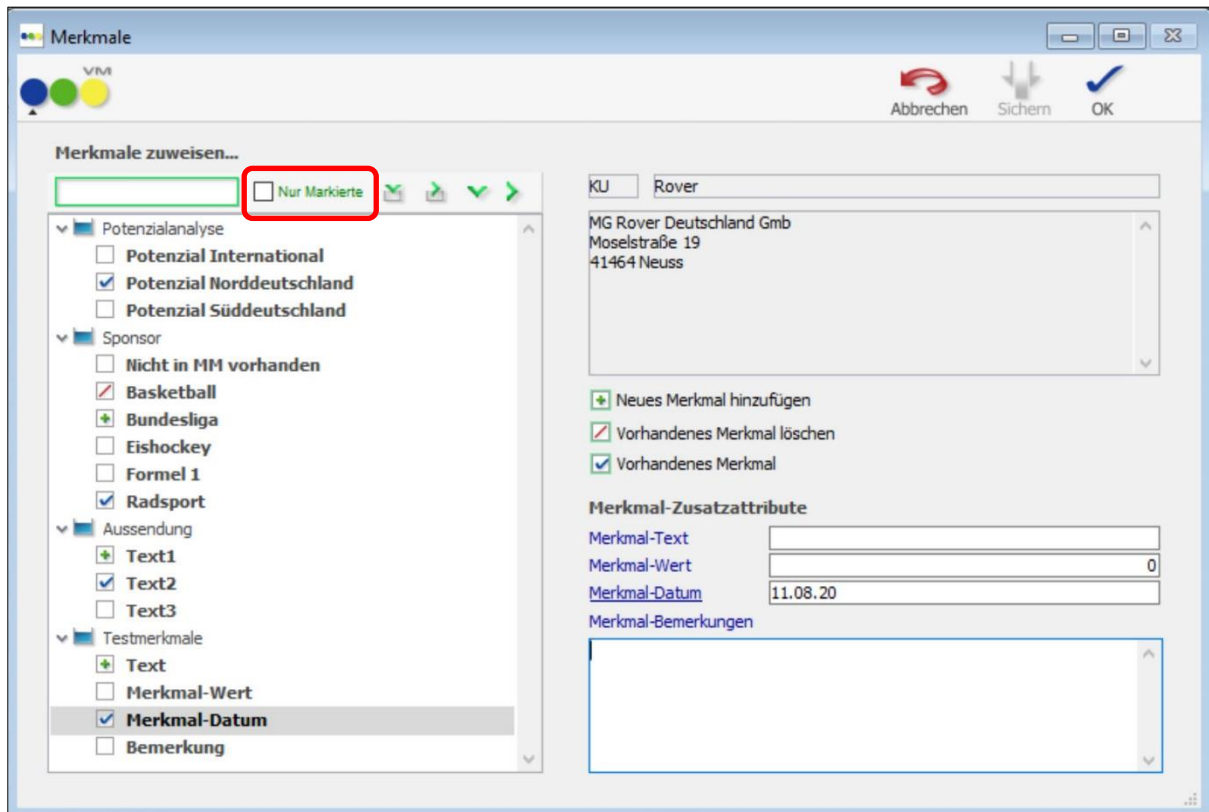 Merkmale
VM
Abbrechen
Sichern
OK
Merkmale zuweisen...
Nur Markierte
Potenzialanalyse
Potenzial International
Potenzial Norddeutschland
Potenzial Süddeutschland
Sponsor
Nicht in MM vorhanden
Basketball
Bundesliga
Eishockey
Formel 1
Radsport
Aussendung
Text1
Text2
Text3
Testmerkmale
Text
Merkmal-Wert
Merkmal-Datum
Bemerkung
KU Rover
MG Rover Deutschland Gmb
Moselstraße 19
41464 Neuss
Neues Merkmal hinzufügen
Vorhandenes Merkmal löschen
Vorhandenes Merkmal
Merkmal-Zusatzattribute
Merkmal-Text
Merkmal-Wert 0
Merkmal-Datum 11.08.20
Merkmal-Bemerkungen